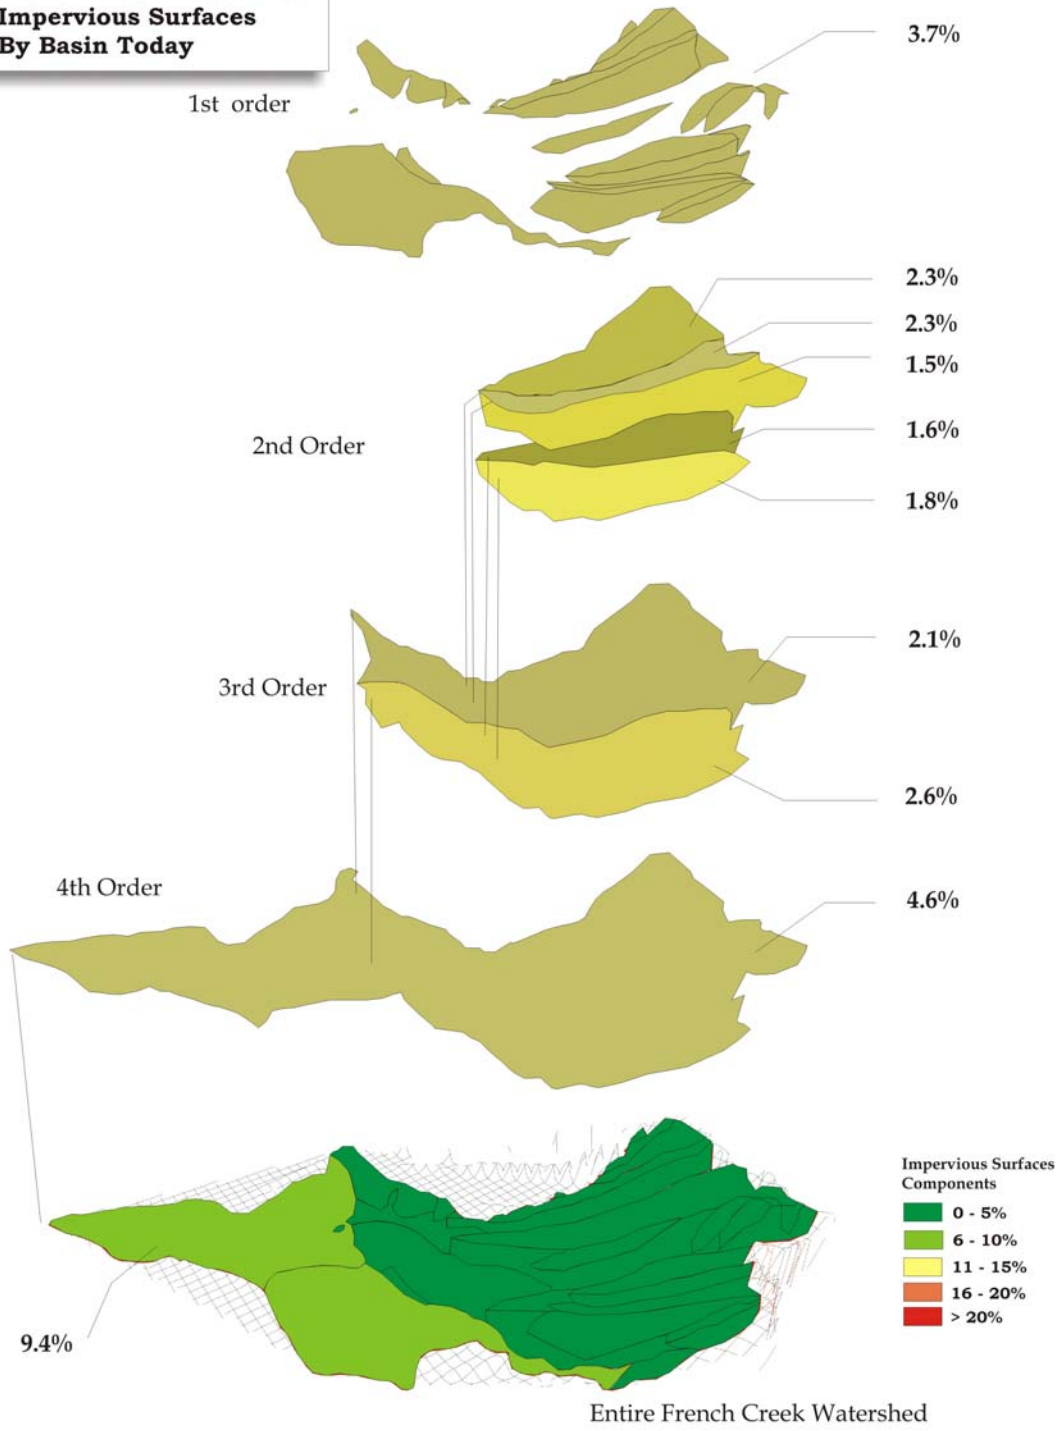 Impervious Surfaces
By Basin Today
1st order
3.7%
2nd Order
2.3%
2.3%
1.5%
1.6%
1.8%
3rd Order
2.1%
2.6%
4th Order
4.6%
9.4%
Impervious Surfaces
Components
0 - 5%
6 - 10%
11 - 15%
16 - 20%
> 20%
Entire French Creek Watershed